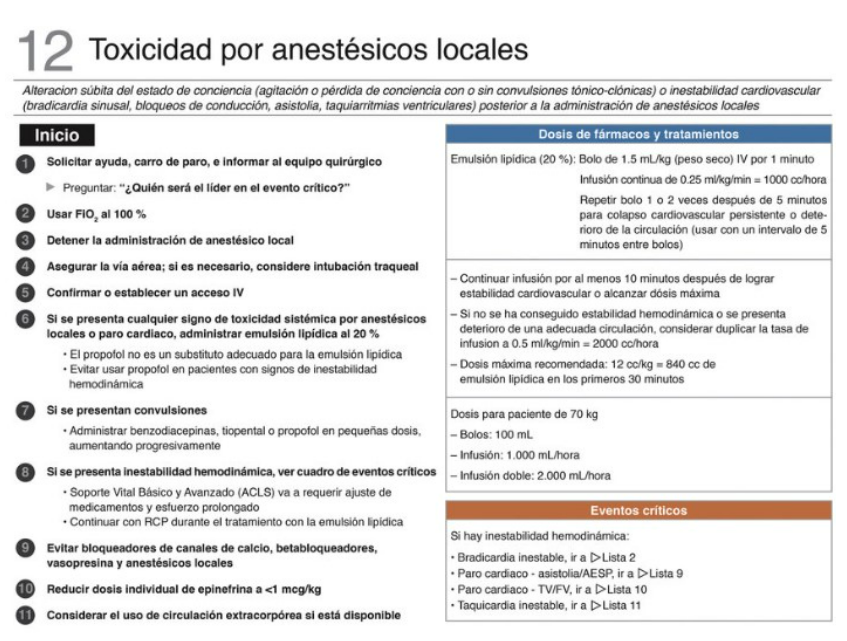 12 Toxicidad por anestésicos locales
Alteracion súbita del estado de conciencia (agitación o pérdida de conciencia con o sin convulsiones tónico-clónicas) o inestabilidad cardiovascular
(bradicardia sinusal, bloqueos de conducción, asistolia, taquiarritmias ventriculares) posterior a la administración de anestésicos locales
Inicio
1 Solicitar ayuda, carro de paro, e informar al equipo quirúrgico
▶ Preguntar: “¿Quién será el líder en el evento crítico?”
2 Usar FiO₂ al 100 %
3 Detener la administración de anestésico local
4 Asegurar la vía aérea; si es necesario, considere intubación traqueal
5 Confirmar o establecer un acceso IV
6 Si se presenta cualquier signo de toxicidad sistémica por anestésicos
locales o paro cardiaco, administrar emulsión lipídica al 20 %
• El propofol no es un substituto adecuado para la emulsión lipídica
• Evitar usar propofol en pacientes con signos de inestabilidad
hemodinámica
7 Si se presentan convulsiones
• Administrar benzodiacepinas, tiopental o propofol en pequeñas dosis,
aumentando progresivamente
8 Si se presenta inestabilidad hemodinámica, ver cuadro de eventos críticos
• Soporte Vital Básico y Avanzado (ACLS) va a requerir ajuste de
medicamentos y esfuerzo prolongado
• Continuar con RCP durante el tratamiento con la emulsión lipídica
9 Evitar bloqueadores de canales de calcio, betabloqueadores,
vasopresina y anestésicos locales
10 Reducir dosis individual de epinefrina a <1 mcg/kg
11 Considerar el uso de circulación extracorpórea si está disponible
Dosis de fármacos y tratamientos
Emulsión lipídica (20 %): Bolo de 1.5 mL/kg (peso seco) IV por 1 minuto
Infusión continua de 0.25 ml/kg/min = 1000 cc/hora
Repetir bolo 1 o 2 veces después de 5 minutos
para colapso cardiovascular persistente o dete-
rioro de la circulación (usar con un intervalo de 5
minutos entre bolos)
– Continuar infusión por al menos 10 minutos después de lograr
estabilidad cardiovascular o alcanzar dósis máxima
– Si no se ha conseguido estabilidad hemodinámica o se presenta
deterioro de una adecuada circulación, considerar duplicar la tasa de
infusion a 0.5 ml/kg/min = 2000 cc/hora
– Dosis máxima recomendada: 12 cc/kg = 840 cc de
emulsión lipídica en los primeros 30 minutos
Dosis para paciente de 70 kg
– Bolos: 100 mL
– Infusión: 1.000 mL/hora
– Infusión doble: 2.000 mL/hora
Eventos críticos
Si hay inestabilidad hemodinámica:
• Bradicardia inestable, ir a ▷Lista 2
• Paro cardiaco - asistolia/AESP, ir a ▷Lista 9
• Paro cardiaco - TV/FV, ir a ▷Lista 10
• Taquicardia inestable, ir a ▷Lista 11